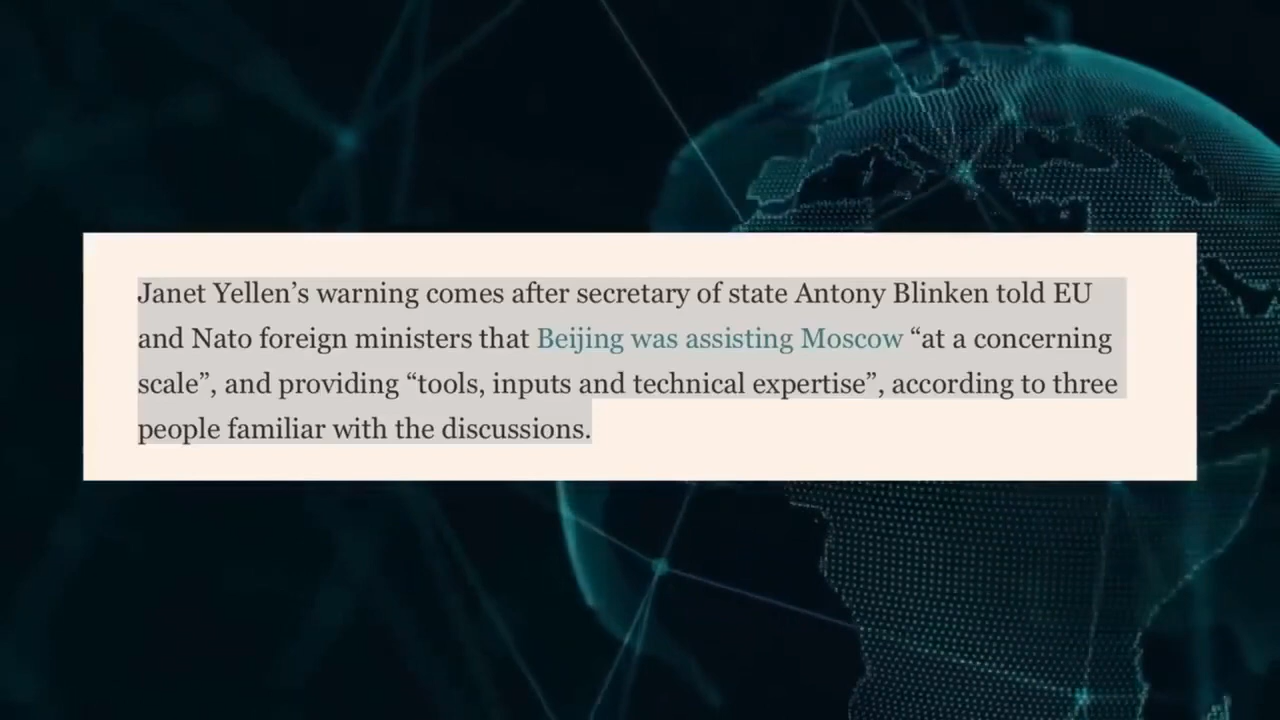 Janet Yellen’s warning comes after secretary of state Antony Blinken told EU
and Nato foreign ministers that Beijing was assisting Moscow “at a concerning
scale”, and providing “tools, inputs and technical expertise”, according to three
people familiar with the discussions.